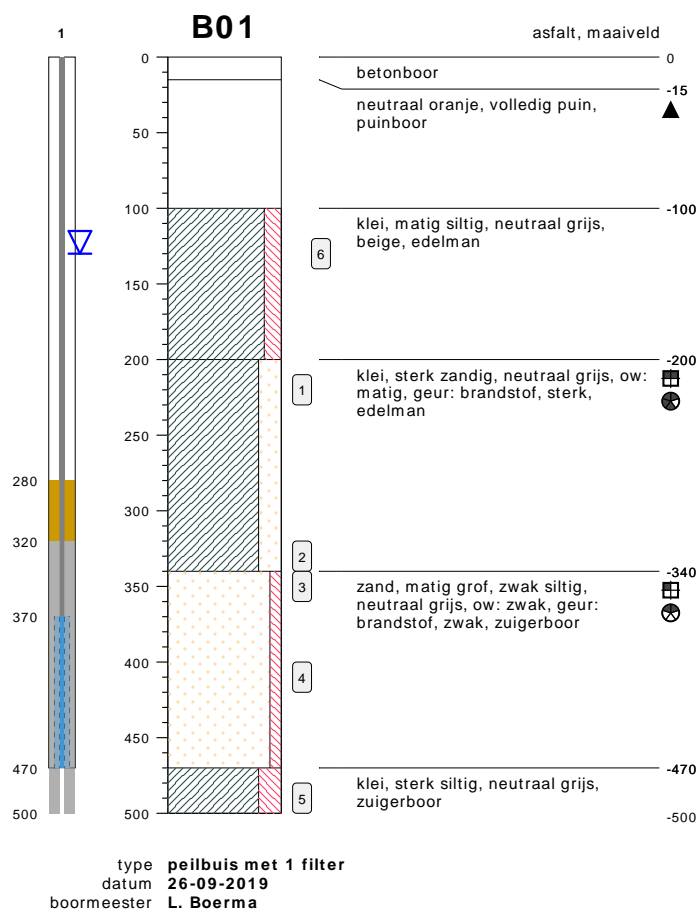 1
B01
asfalt, maaiveld
0
0
betonboor
-15
neutraal oranje, volledig puin,
puinboor
50
100
-100
klei, matig siltig, neutraal grijs,
beige, edelman
6
150
200
-200
klei, sterk zandig, neutraal grijs, ow:
matig, geur: brandstof, sterk,
edelman
1
250
280
300
320
2
-340
350
3
zand, matig grof, zwak siltig,
neutraal grijs, ow: zwak, geur:
brandstof, zwak, zuigerboor
370
400
4
450
470
-470
klei, sterk siltig, neutraal grijs,
zuigerboor
5
500
500
-500
type peilbuis met 1 filter
datum 26-09-2019
boormeester L. Boerma